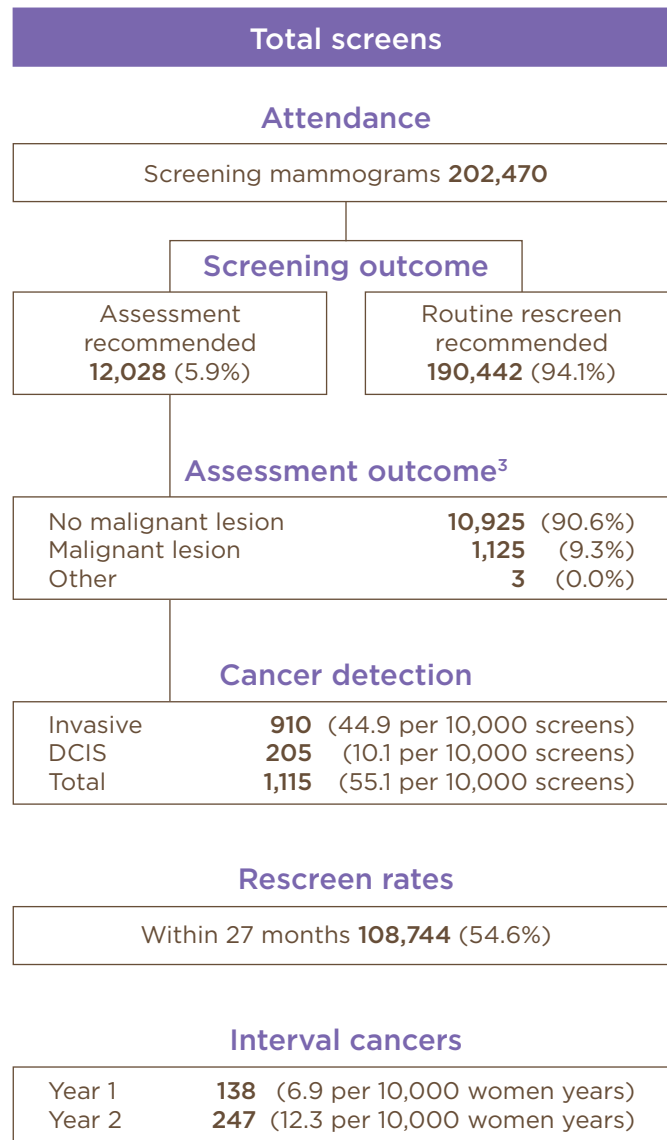 Total screens
Attendance
Screening mammograms 202,470
Screening outcome
Assessment
recommended
12,028 (5.9%)
Routine rescreen
recommended
190,442 (94.1%)
Assessment outcome³
No malignant lesion 10,925 (90.6%)
Malignant lesion 1,125 (9.3%)
Other 3 (0.0%)
Cancer detection
Invasive 910 (44.9 per 10,000 screens)
DCIS 205 (10.1 per 10,000 screens)
Total 1,115 (55.1 per 10,000 screens)
Rescreen rates
Within 27 months 108,744 (54.6%)
Interval cancers
Year 1 138 (6.9 per 10,000 women years)
Year 2 247 (12.3 per 10,000 women years)